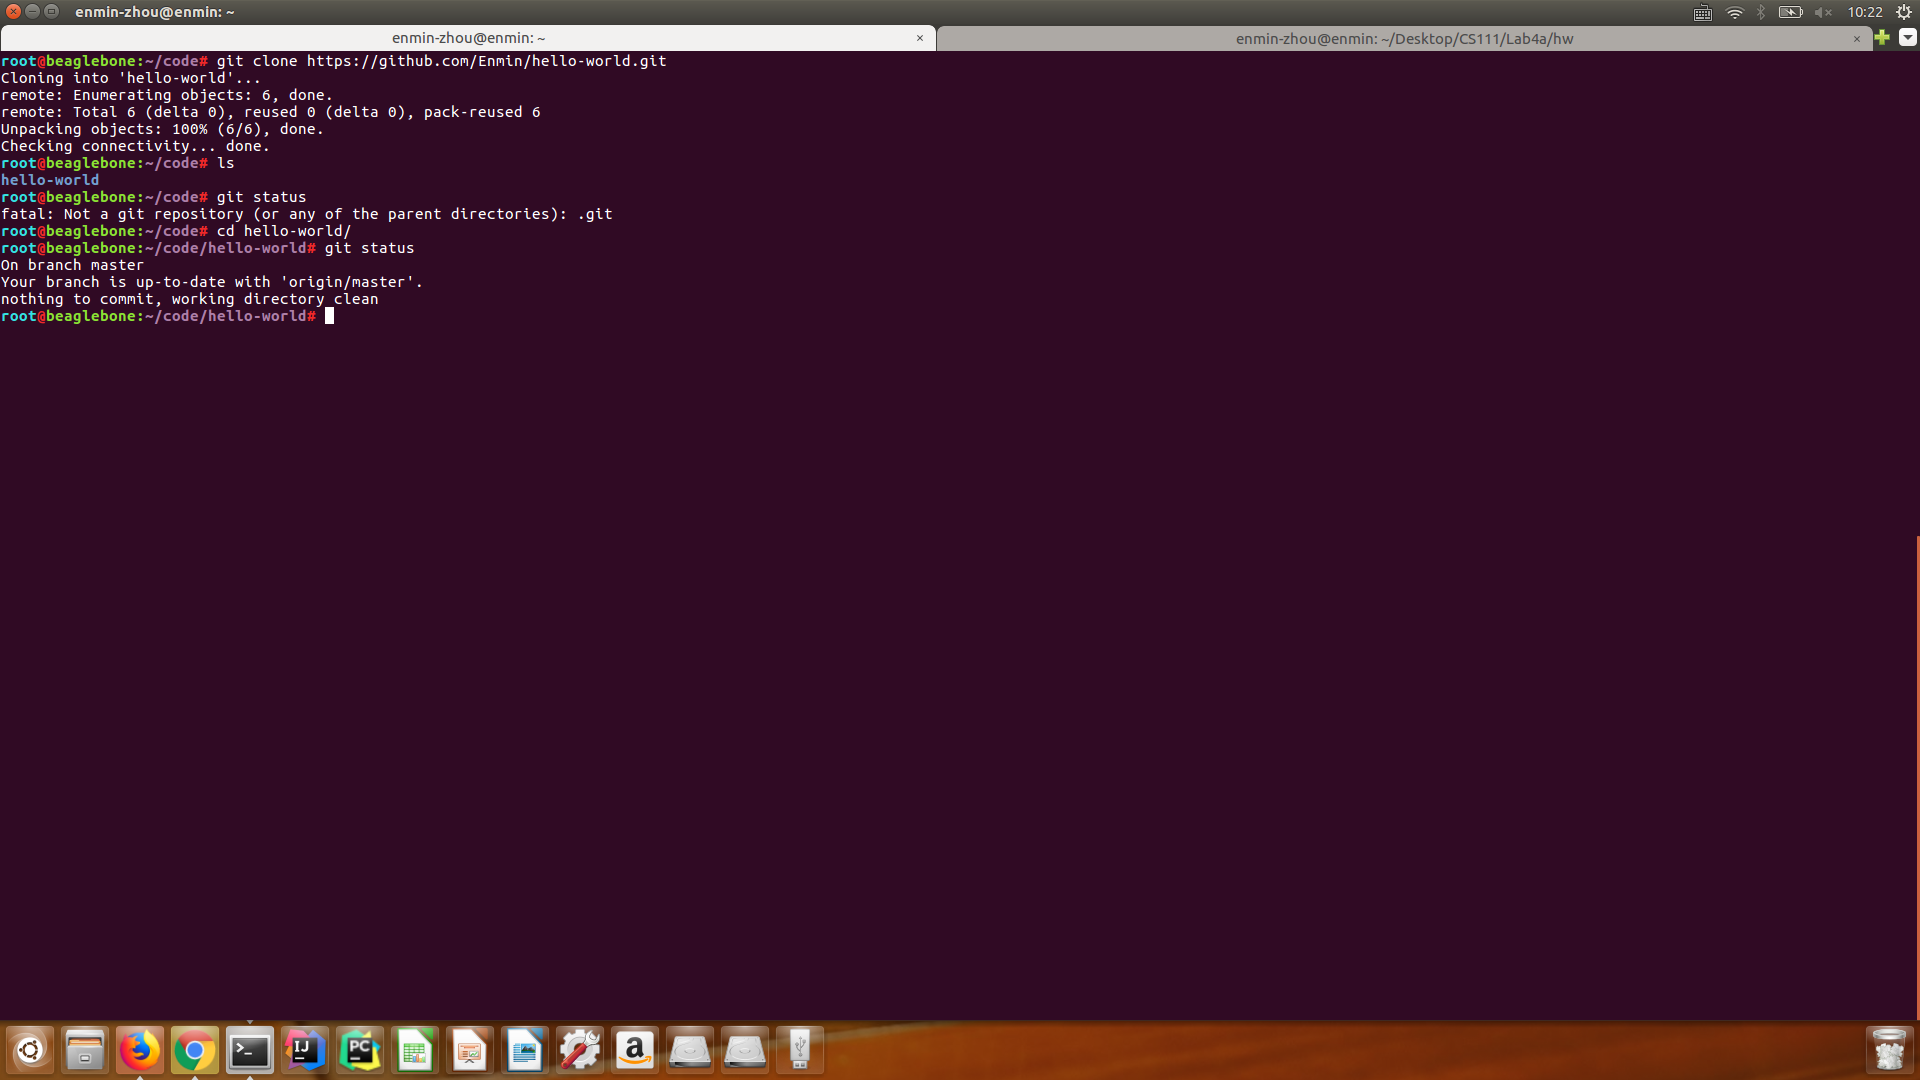 enmin-zhou@enmin: ~
10:22
enmin-zhou@enmin: ~ ×
enmin-zhou@enmin: ~/Desktop/CS111/Lab4a/hw ×
root@beaglebone:~/code# git clone https://github.com/Enmin/hello-world.git
Cloning into 'hello-world'...
remote: Enumerating objects: 6, done.
remote: Total 6 (delta 0), reused 0 (delta 0), pack-reused 6
Unpacking objects: 100% (6/6), done.
Checking connectivity... done.
root@beaglebone:~/code# ls
hello-world
root@beaglebone:~/code# git status
fatal: Not a git repository (or any of the parent directories): .git
root@beaglebone:~/code# cd hello-world/
root@beaglebone:~/code/hello-world# git status
On branch master
Your branch is up-to-date with 'origin/master'.
nothing to commit, working directory clean
root@beaglebone:~/code/hello-world#
>_
IJ
PC
a